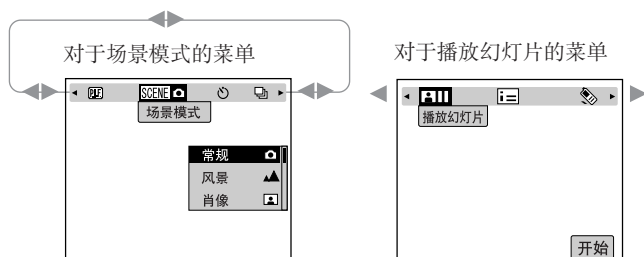 对于场景模式的菜单
P.IF SCENE
场景模式
常规
风景
肖像
对于播放幻灯片的菜单
播放幻灯片
开始